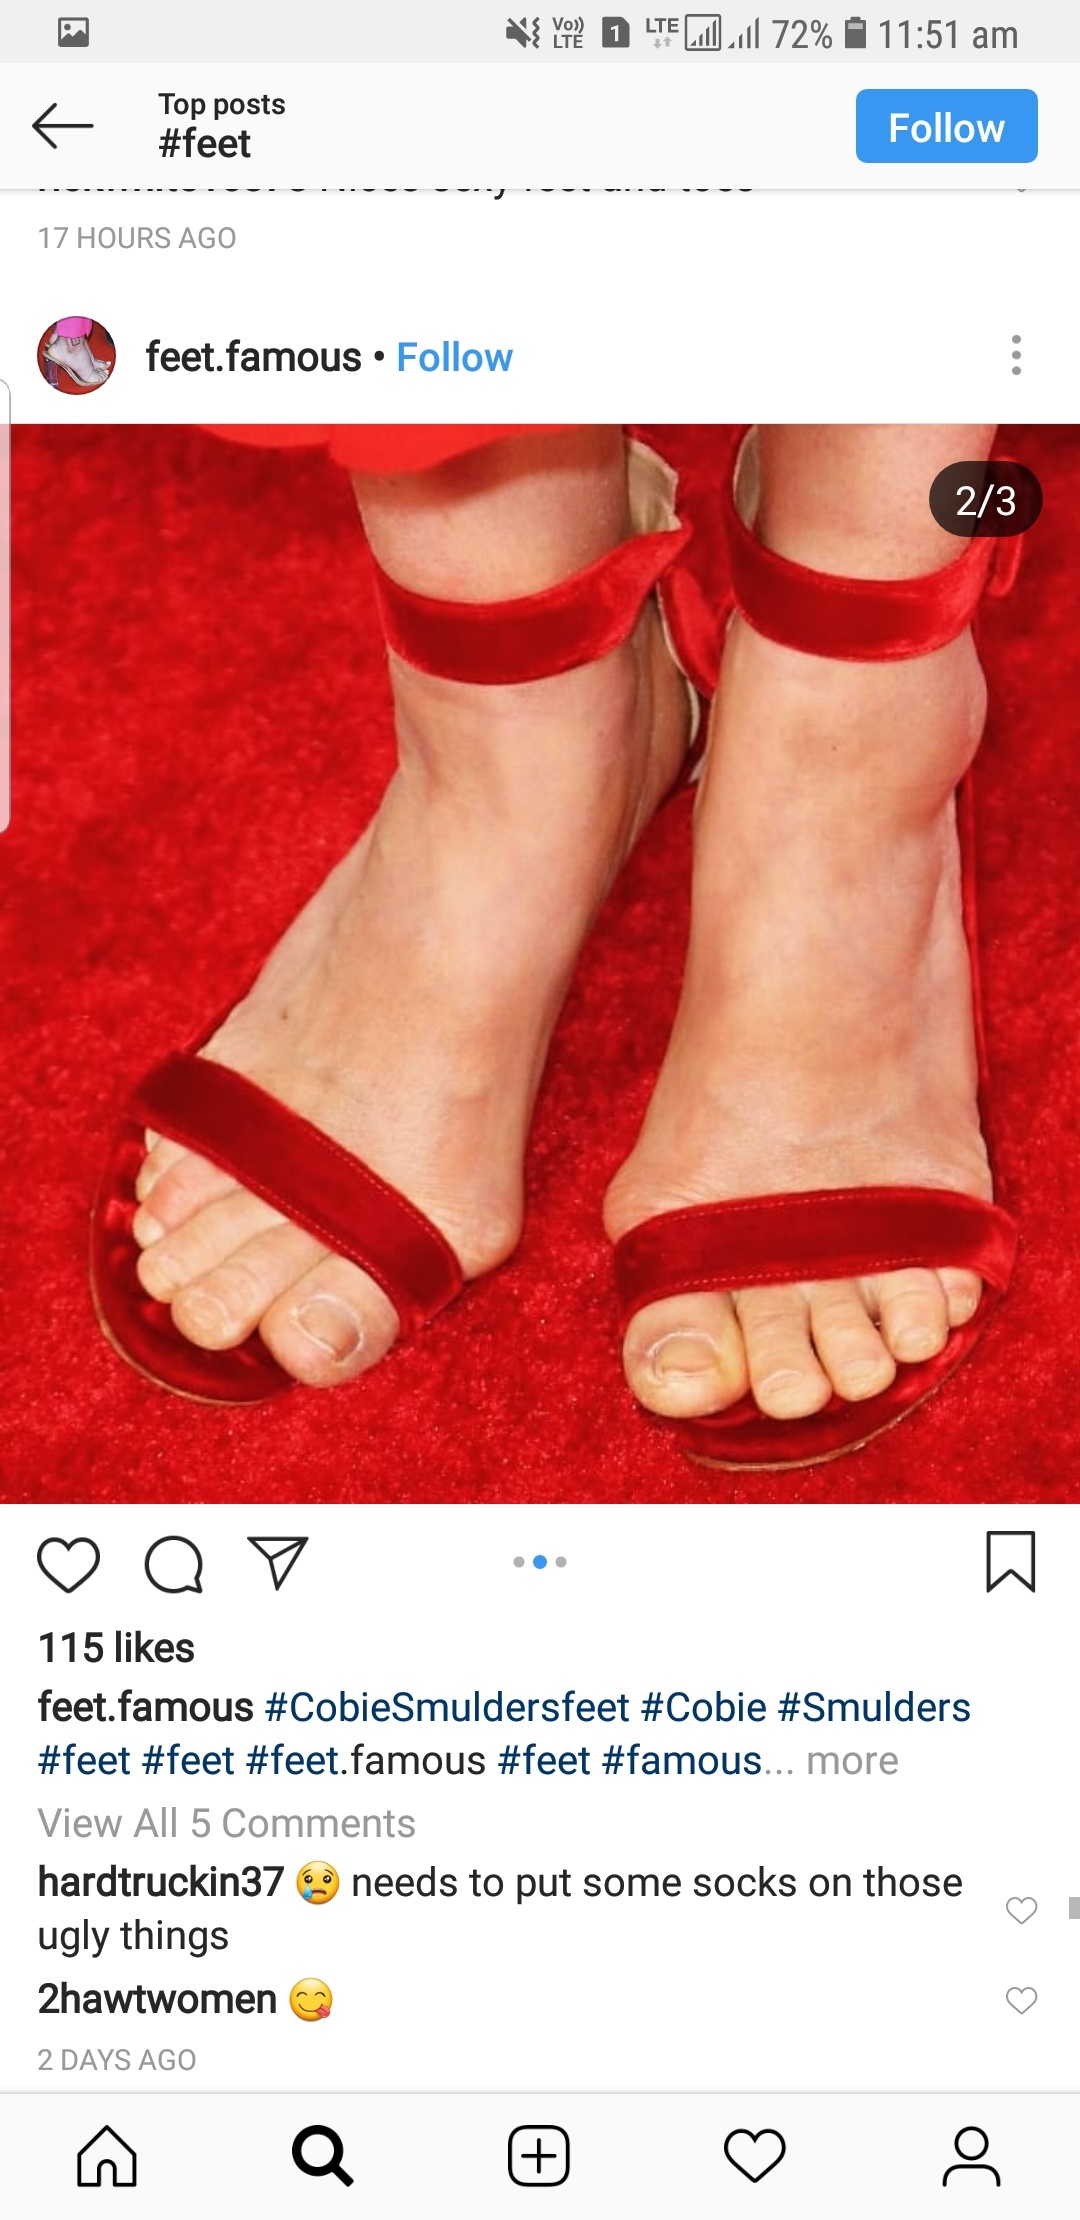 Vo))
LTE
1
LTE
72%
11:51 am
Top posts
#feet
Follow
17 HOURS AGO
feet.famous • Follow
2/3
115 likes
feet.famous #CobieSmuldersfeet #Cobie #Smulders
#feet #feet #feet.famous #feet #famous... more
View All 5 Comments
hardtruckin37 😢 needs to put some socks on those
ugly things
2hawtwomen 😋
2 DAYS AGO